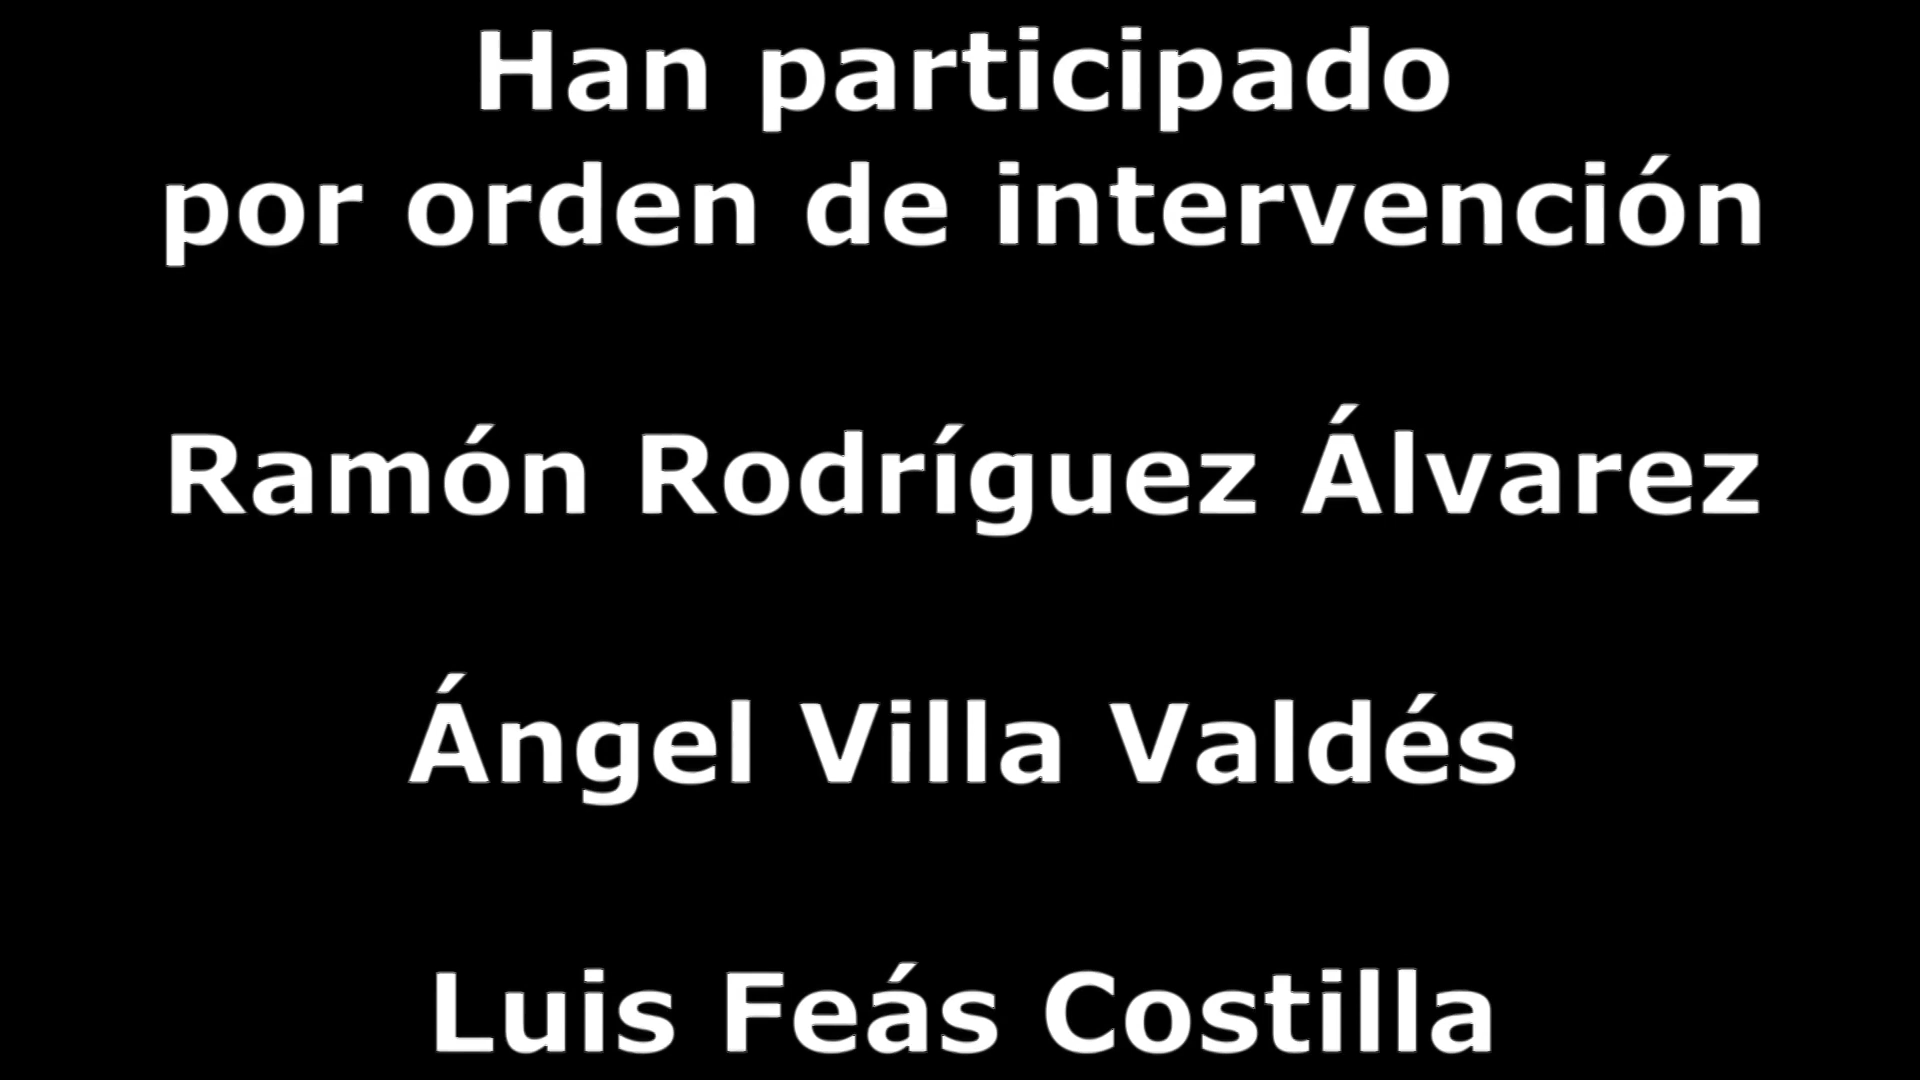 Han participado
por orden de intervención
Ramón Rodríguez Álvarez
Ángel Villa Valdés
Luis Feás Costilla